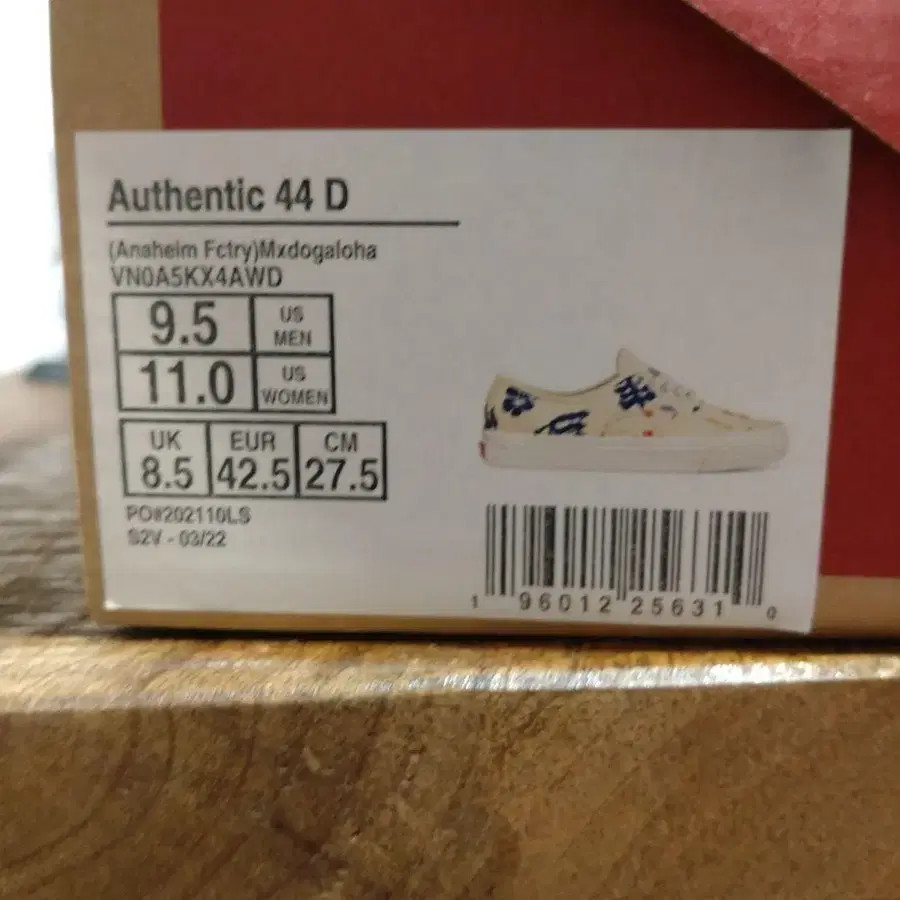 Authentic 44 D
(Anaheim Fctry)Mxdogaloha
VN0A5KX4AWD
9.5 US MEN
11.0 US WOMEN
UK EUR CM
8.5 42.5 27.5
PO#202110LS
S2V - 03/22
1 96012 25631 0